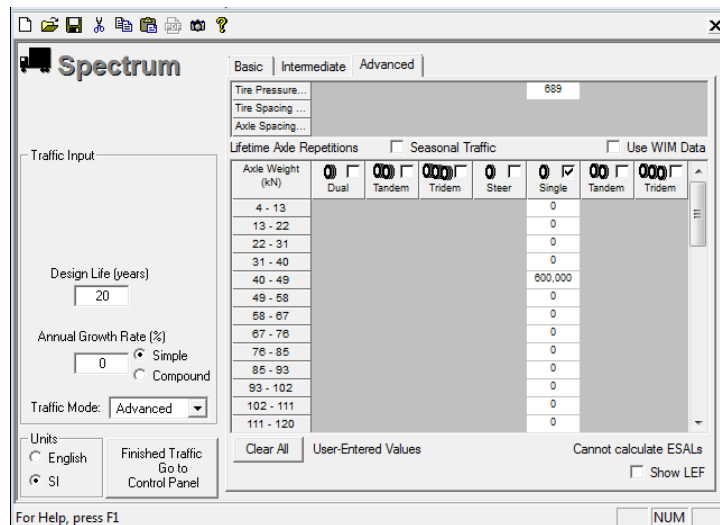 Spectrum
Basic Intermediate Advanced
Tire Pressure... 689
Tire Spacing ...
Axle Spacing...
Lifetime Axle Repetitions Seasonal Traffic Use WIM Data
Traffic Input
Axle Weight (kN) Dual Tandem Tridem Steer Single Tandem Tridem
4 - 13 0
13 - 22 0
22 - 31 0
31 - 40 0
40 - 49 600,000
49 - 58 0
58 - 67 0
67 - 76 0
76 - 85 0
85 - 93 0
93 - 102 0
102 - 111 0
111 - 120 0
Design Life (years)
20
Annual Growth Rate (%)
0 Simple
Compound
Traffic Mode: Advanced
Units
English
SI
Finished Traffic
Go to
Control Panel
Clear All User-Entered Values Cannot calculate ESALs
Show LEF
For Help, press F1 NUM